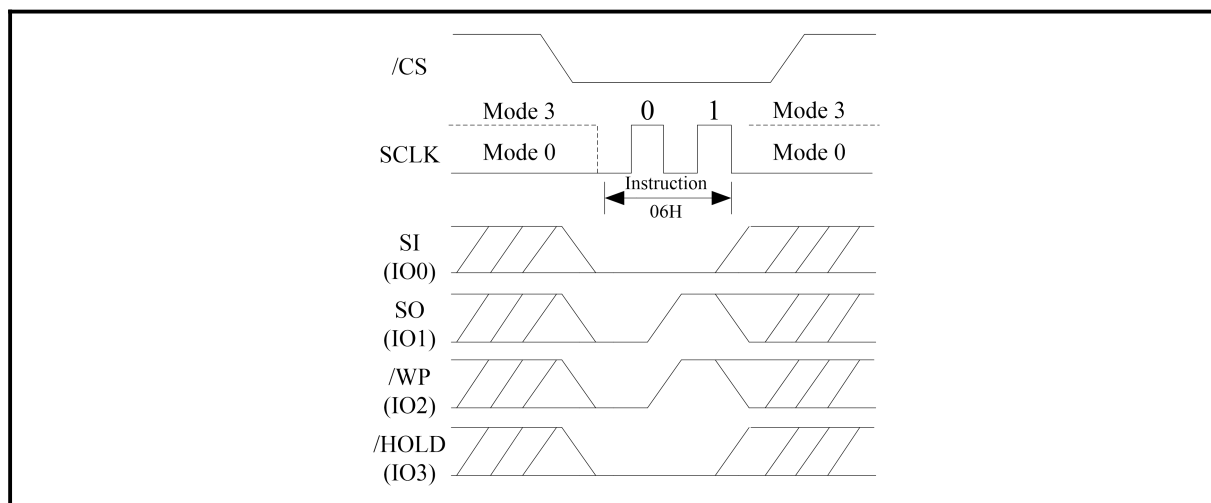 /CS
Mode 3 0 1 Mode 3
SCLK Mode 0 Mode 0
Instruction
06H
SI
(IO0)
SO
(IO1)
/WP
(IO2)
/HOLD
(IO3)